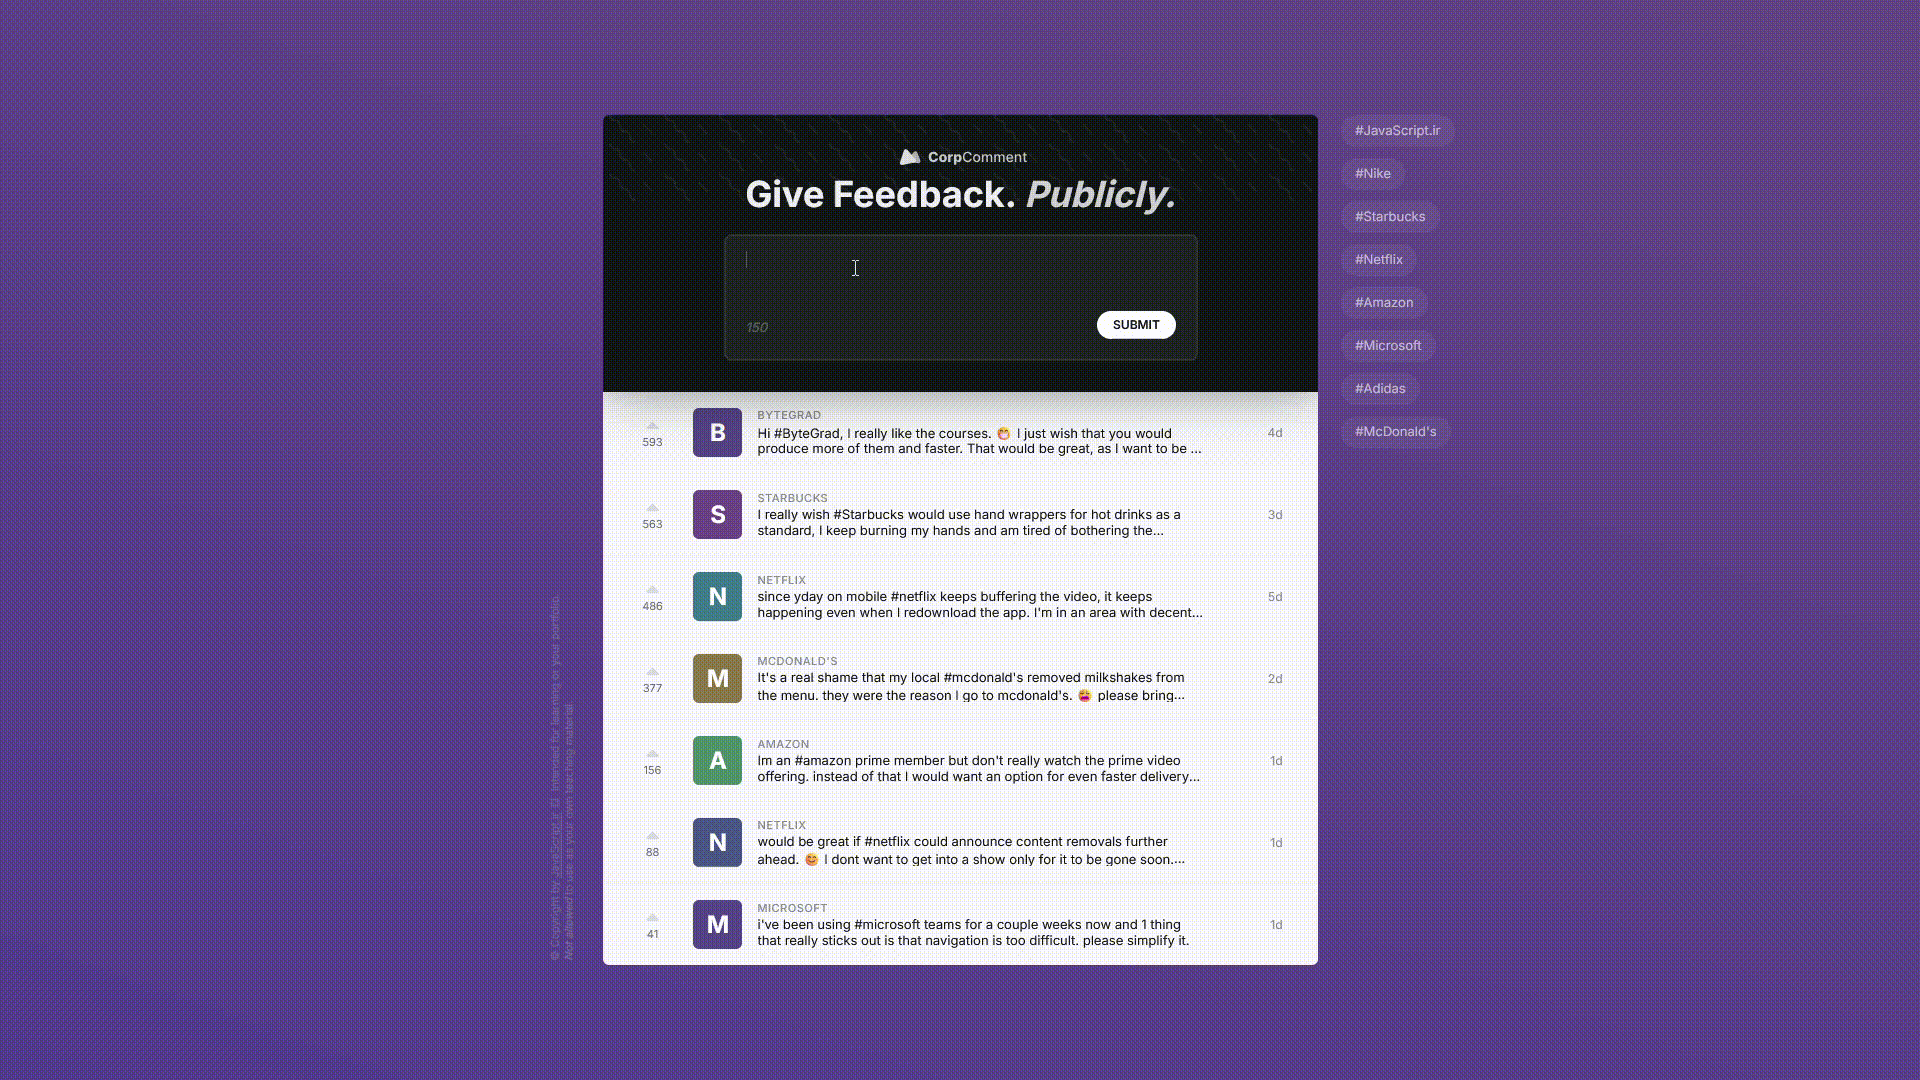 CorpComment
Give Feedback. Publicly.
150
SUBMIT
593
B
BYTEGRAD
Hi #ByteGrad, I really like the courses. 😁 I just wish that you would
produce more of them and faster. That would be great, as I want to be ...
4d
563
S
STARBUCKS
I really wish #Starbucks would use hand wrappers for hot drinks as a
standard, I keep burning my hands and am tired of bothering the...
3d
486
N
NETFLIX
since yday on mobile #netflix keeps buffering the video, it keeps
happening even when I redownload the app. I'm in an area with decent...
5d
377
M
MCDONALD'S
It's a real shame that my local #mcdonald's removed milkshakes from
the menu. they were the reason I go to mcdonald's. 😩 please bring...
2d
156
A
AMAZON
Im an #amazon prime member but don't really watch the prime video
offering. instead of that I would want an option for even faster delivery...
1d
88
N
NETFLIX
would be great if #netflix could announce content removals further
ahead. 😊 I dont want to get into a show only for it to be gone soon....
1d
41
M
MICROSOFT
i've been using #microsoft teams for a couple weeks now and 1 thing
that really sticks out is that navigation is too difficult. please simplify it.
1d
#JavaScript.ir
#Nike
#Starbucks
#Netflix
#Amazon
#Microsoft
#Adidas
#McDonald's
© Copyright by JavaScript.ir Intended for learning or your portfolio.
Not allowed to use as your own teaching material.